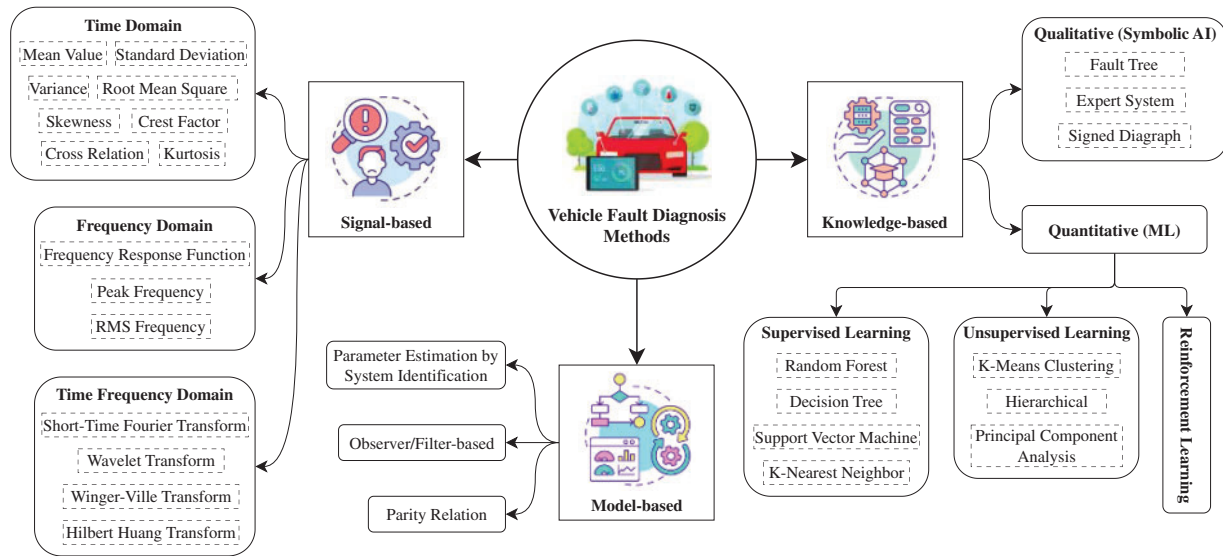 Time Domain
Mean Value
Standard Deviation
Variance
Root Mean Square
Skewness
Crest Factor
Cross Relation
Kurtosis
Frequency Domain
Frequency Response Function
Peak Frequency
RMS Frequency
Time Frequency Domain
Short-Time Fourier Transform
Wavelet Transform
Winger-Ville Transform
Hilbert Huang Transform
Signal-based
Vehicle Fault Diagnosis
Methods
Parameter Estimation by
System Identification
Observer/Filter-based
Parity Relation
Model-based
Knowledge-based
Qualitative (Symbolic AI)
Fault Tree
Expert System
Signed Diagraph
Quantitative (ML)
Supervised Learning
Random Forest
Decision Tree
Support Vector Machine
K-Nearest Neighbor
Unsupervised Learning
K-Means Clustering
Hierarchical
Principal Component
Analysis
Reinforcement Learning